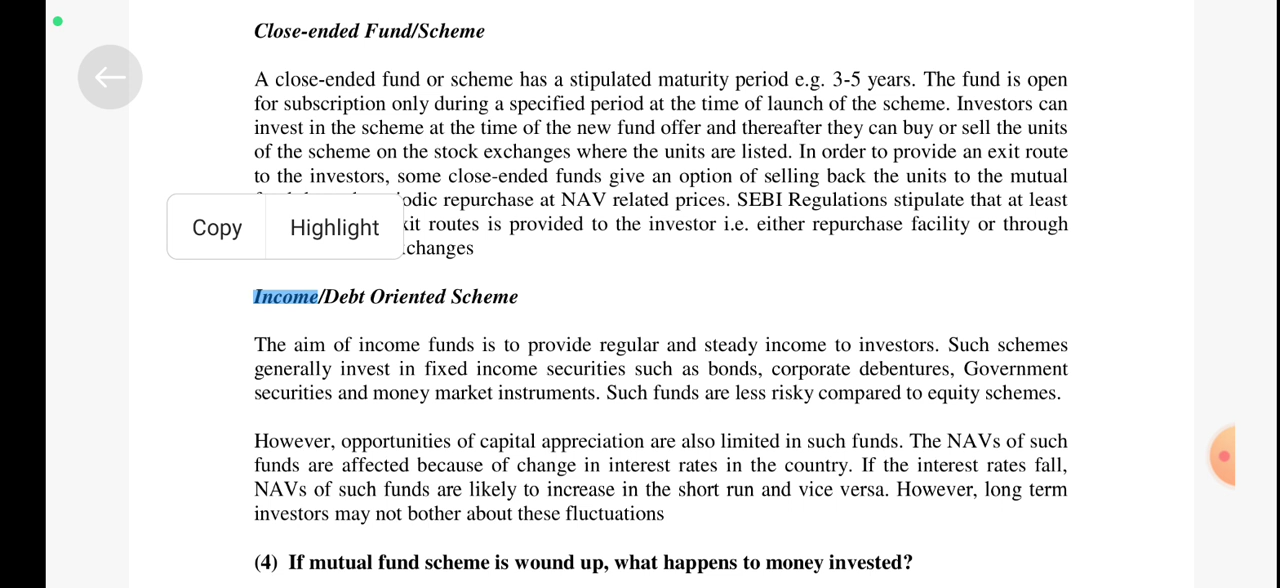 Close-ended Fund/Scheme
A close-ended fund or scheme has a stipulated maturity period e.g. 3-5 years. The fund is open
for subscription only during a specified period at the time of launch of the scheme. Investors can
invest in the scheme at the time of the new fund offer and thereafter they can buy or sell the units
of the scheme on the stock exchanges where the units are listed. In order to provide an exit route
to the investors, some close-ended funds give an option of selling back the units to the mutual
repurchase at NAV related prices. SEBI Regulations stipulate that at least
Copy Highlight
routes is provided to the investor i.e. either repurchase facility or through
changes
Income/Debt Oriented Scheme
The aim of income funds is to provide regular and steady income to investors. Such schemes
generally invest in fixed income securities such as bonds, corporate debentures, Government
securities and money market instruments. Such funds are less risky compared to equity schemes.
However, opportunities of capital appreciation are also limited in such funds. The NAVs of such
funds are affected because of change in interest rates in the country. If the interest rates fall,
NAVs of such funds are likely to increase in the short run and vice versa. However, long term
investors may not bother about these fluctuations
(4) If mutual fund scheme is wound up, what happens to money invested?